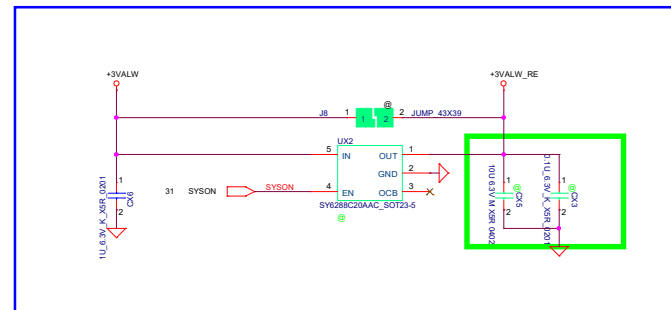 +3VALW
+3VALW_RE
J8
1
1
2
@
2
JUMP_43X39
UX2
5
IN
OUT
1
GND
2
31
SYSON
SYSON
4
EN
OCB
3
SY6288C20AAC_SOT23-5
@
1
2
CX6
1U_6.3V_K_X5R_0201
1
2
@
CX5
10U_6.3V_M_X5R_0402
1
2
@
CX3
0.1U_6.3V_K_X5R_0201